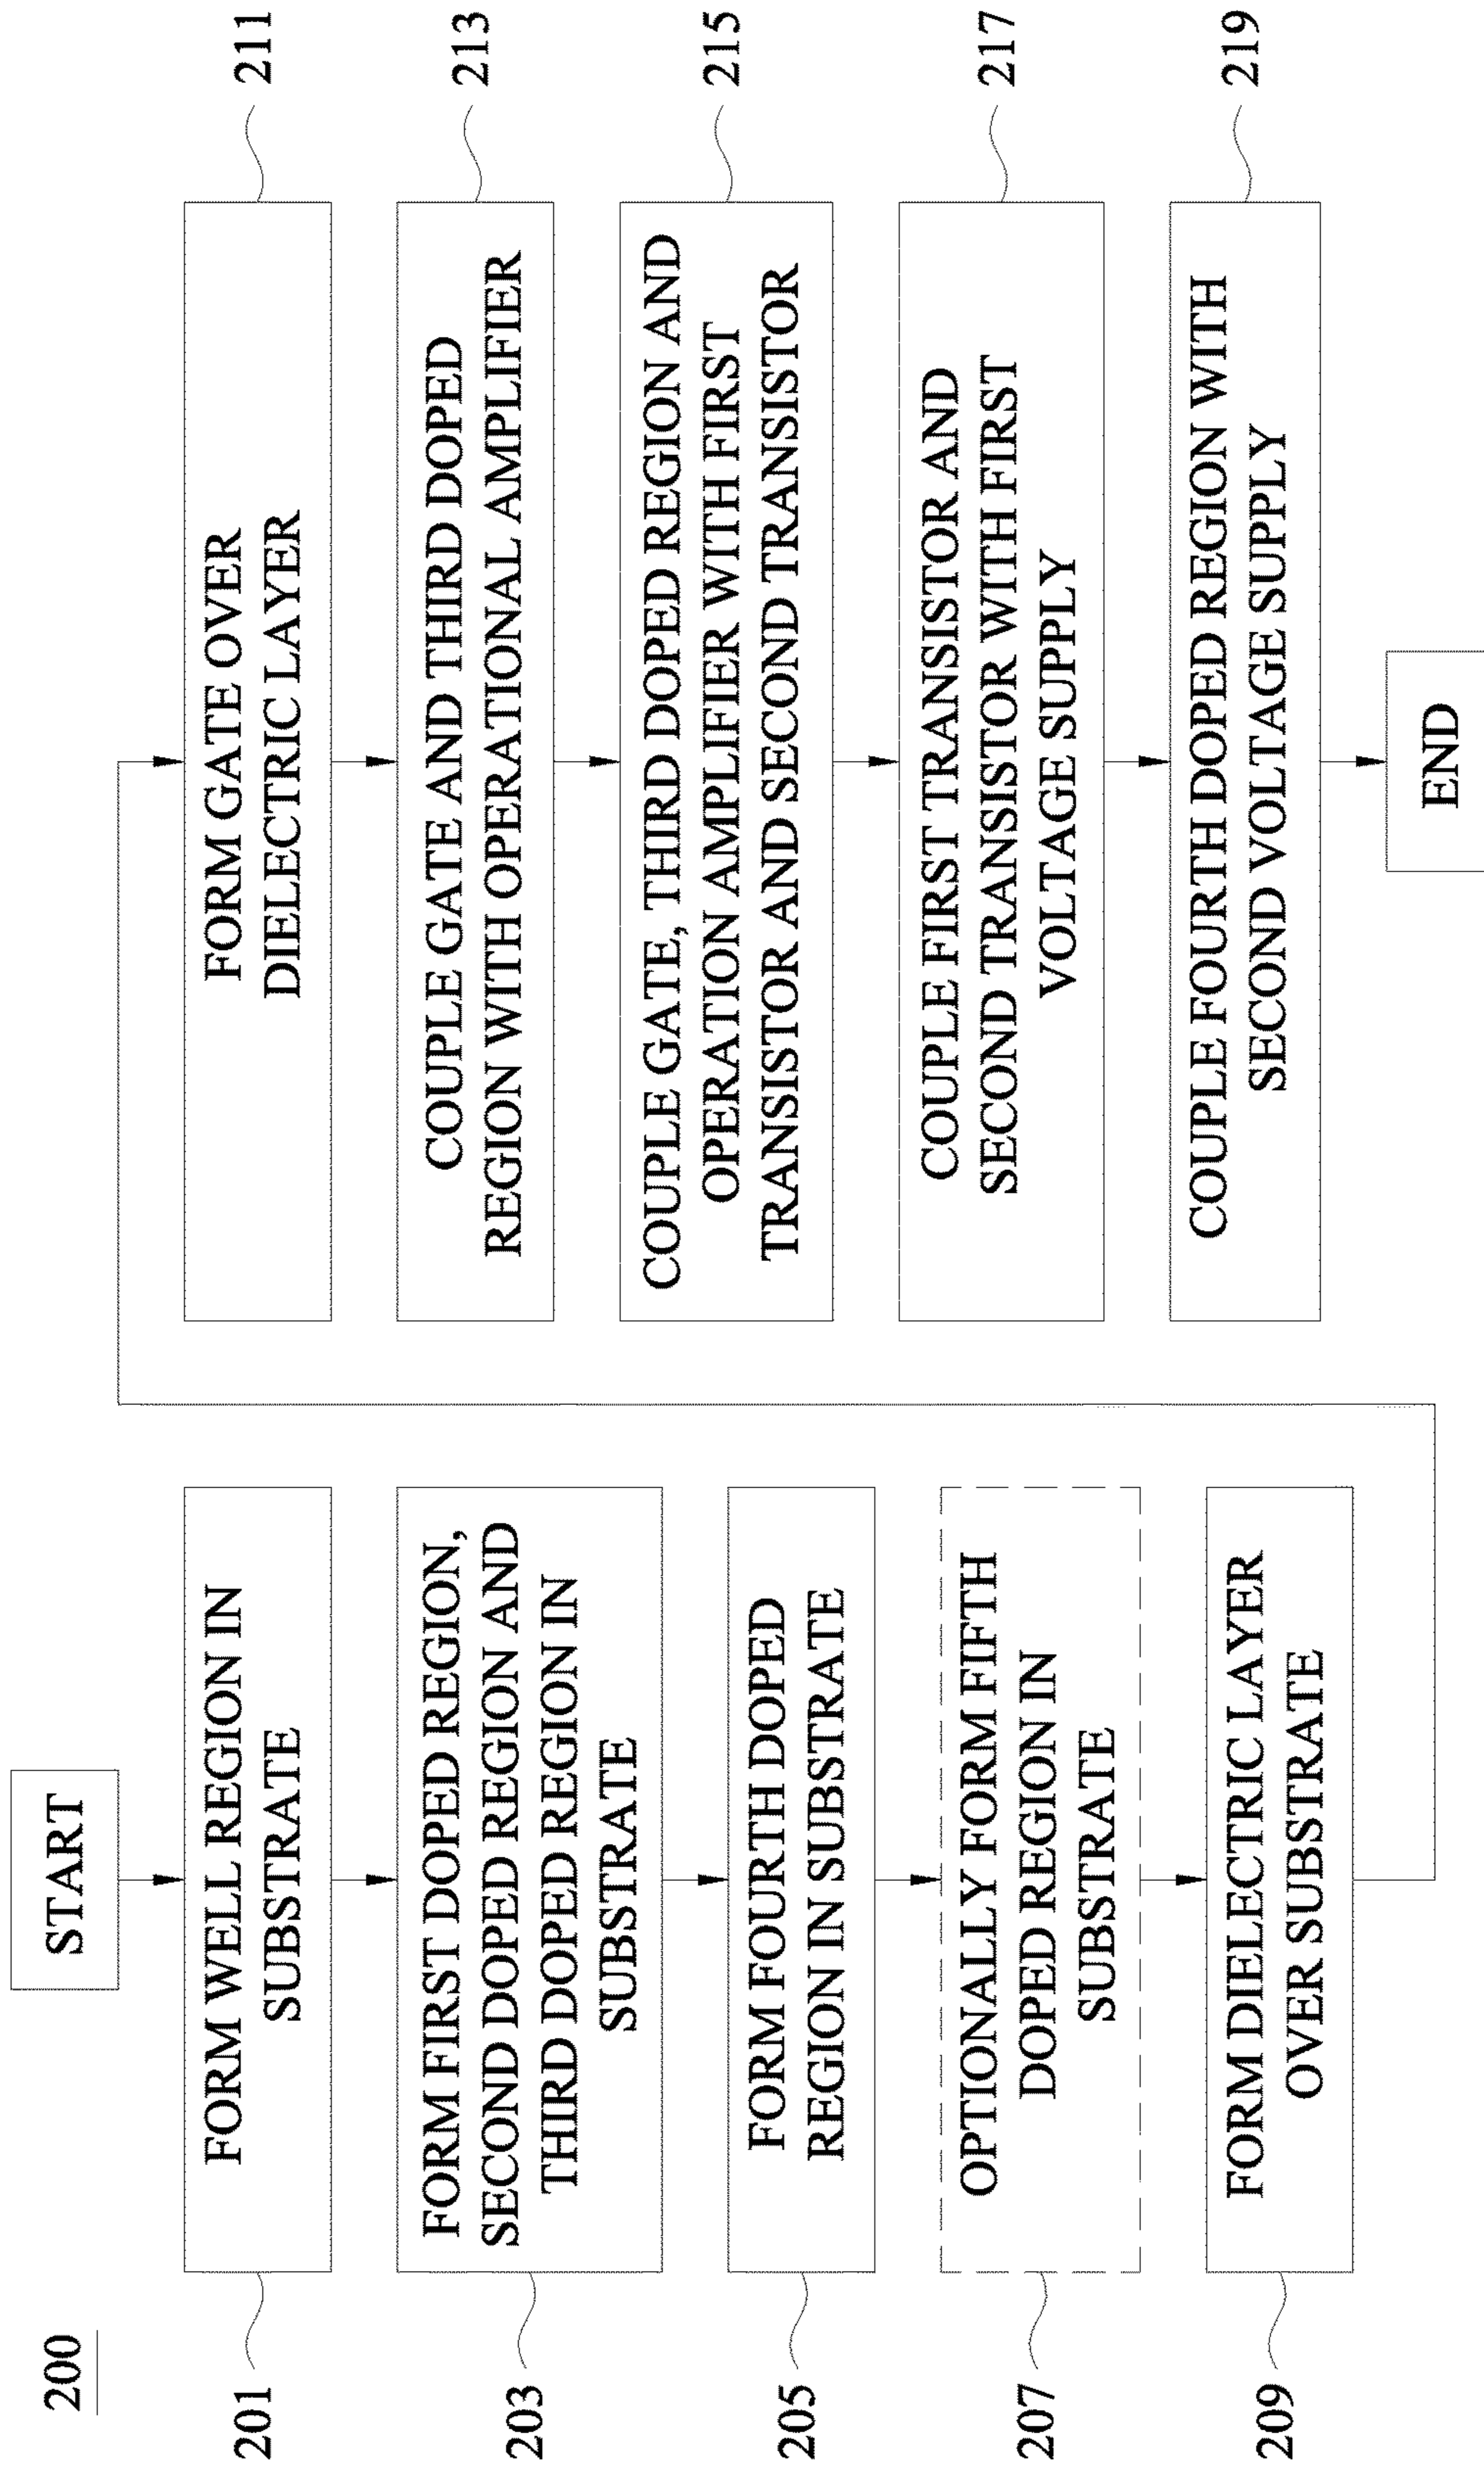 200
START
201
FORM WELL REGION IN
SUBSTRATE
203
FORM FIRST DOPED REGION,
SECOND DOPED REGION AND
THIRD DOPED REGION IN
SUBSTRATE
205
FORM FOURTH DOPED
REGION IN SUBSTRATE
207
OPTIONALLY FORM FIFTH
DOPED REGION IN
SUBSTRATE
209
FORM DIELECTRIC LAYER
OVER SUBSTRATE
FORM GATE OVER
DIELECTRIC LAYER
211
COUPLE GATE AND THIRD DOPED
REGION WITH OPERATIONAL AMPLIFIER
213
COUPLE GATE, THIRD DOPED REGION AND
OPERATION AMPLIFIER WITH FIRST
TRANSISTOR AND SECOND TRANSISTOR
215
COUPLE FIRST TRANSISTOR AND
SECOND TRANSISTOR WITH FIRST
VOLTAGE SUPPLY
217
COUPLE FOURTH DOPED REGION WITH
SECOND VOLTAGE SUPPLY
219
END